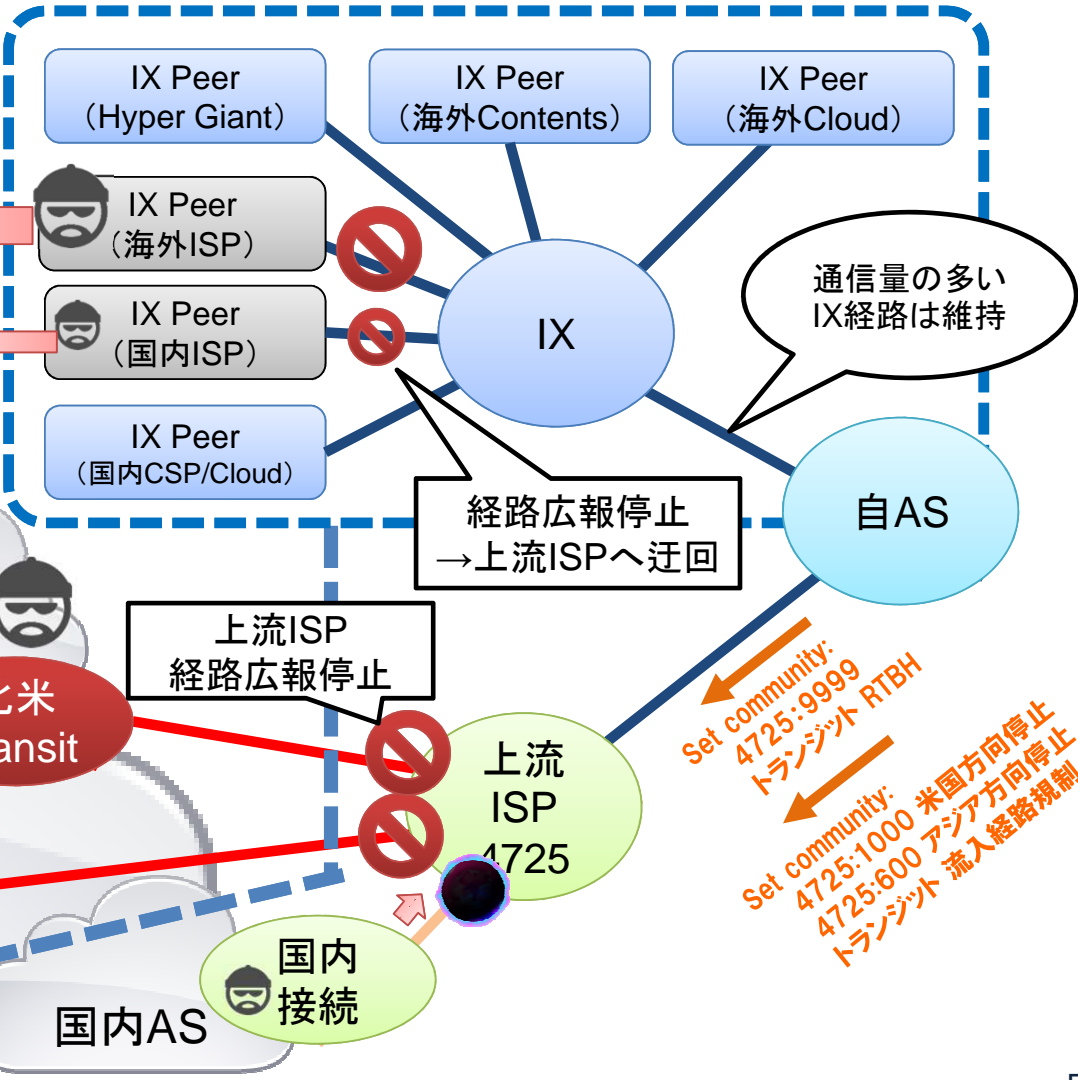 IX Peer
（Hyper Giant）
IX Peer
（海外Contents）
IX Peer
（海外Cloud）
IX Peer
（海外ISP）
IX Peer
（国内ISP）
IX Peer
（国内CSP/Cloud）
IX
通信量の多い
IX経路は維持
経路広報停止
→上流ISPへ迂回
自AS
上流ISP
経路広報停止
北米
ansit
上流
ISP
4725
Set community:
4725:9999
トランジット RTBH
Set community:
4725:1000 米国方向停止
4725:600 アジア方向停止
トランジット 流入経路規制
国内
接続
国内AS